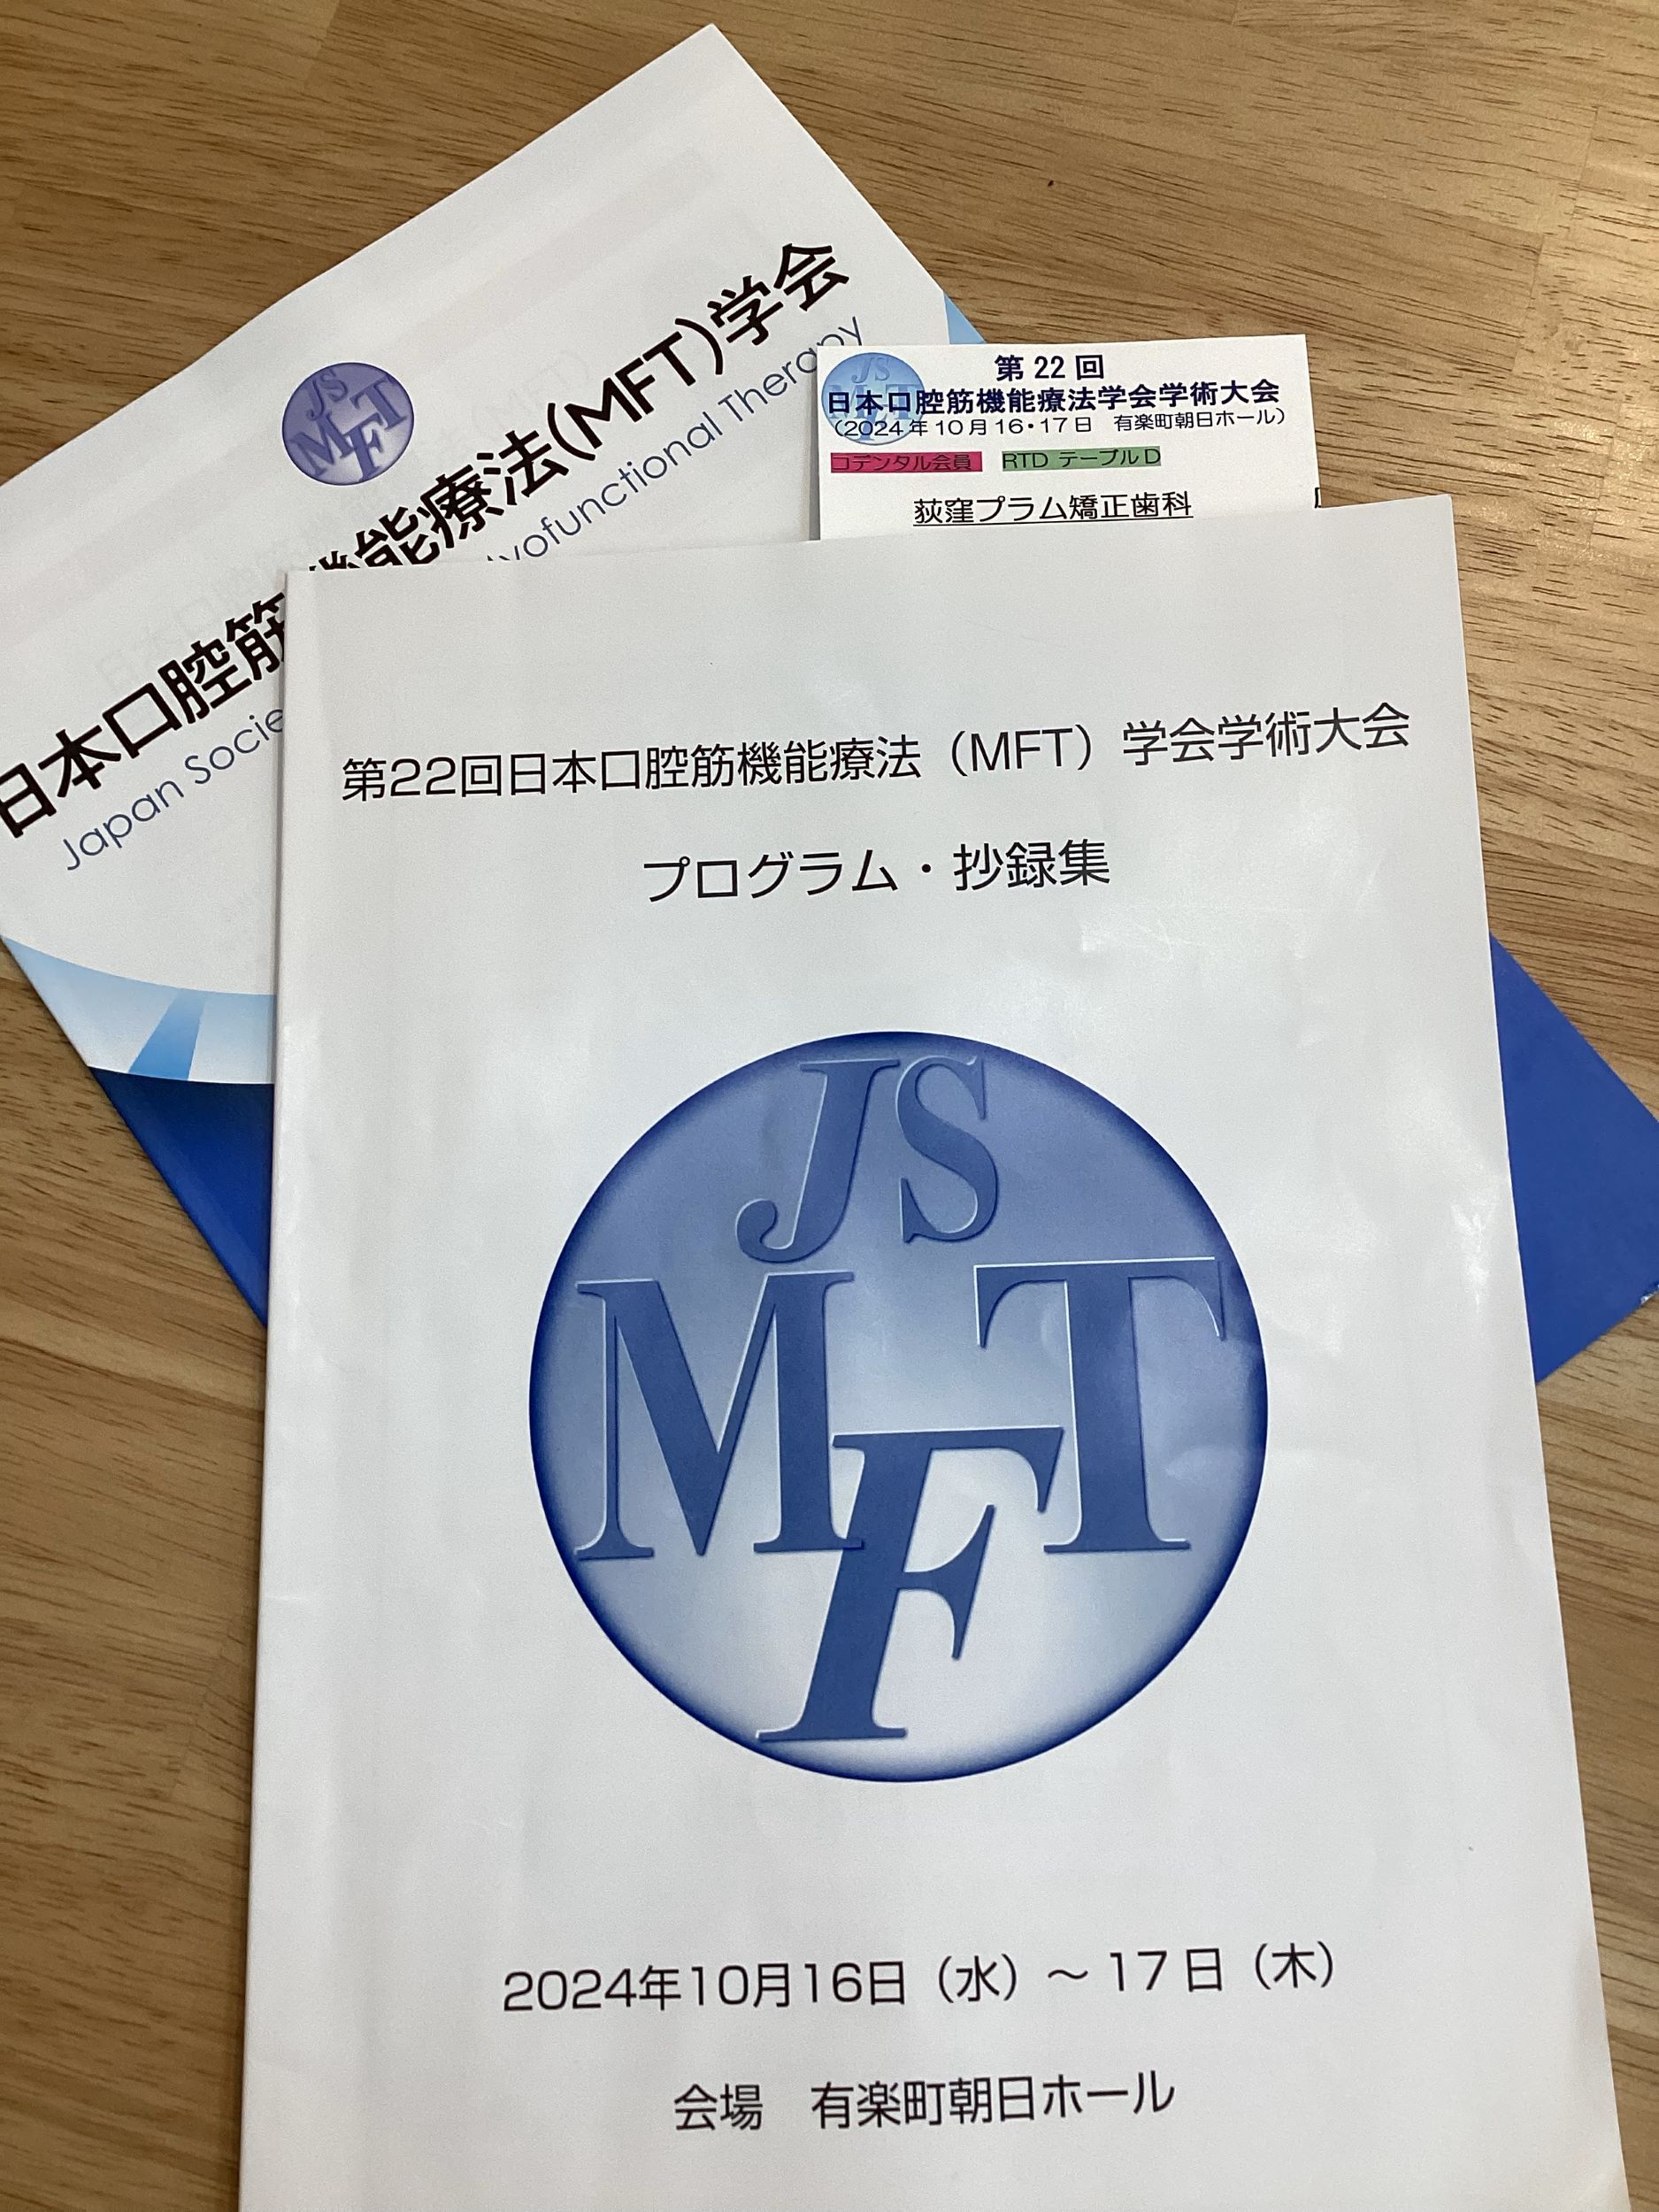 JS
MFT
日本口腔筋機能療法(MFT)学会
Japan Socie
yofunctional Therapy
第22回
日本口腔筋機能療法学会学術大会
(2024年10月16・17日 有楽町朝日ホール)
コデンタル会員 RTD テーブルD
荻窪プラム矯正歯科
第22回日本口腔筋機能療法（MFT）学会学術大会
プログラム・抄録集
JS
MFT
2024年10月16日（水）～17日（木）
会場 有楽町朝日ホール